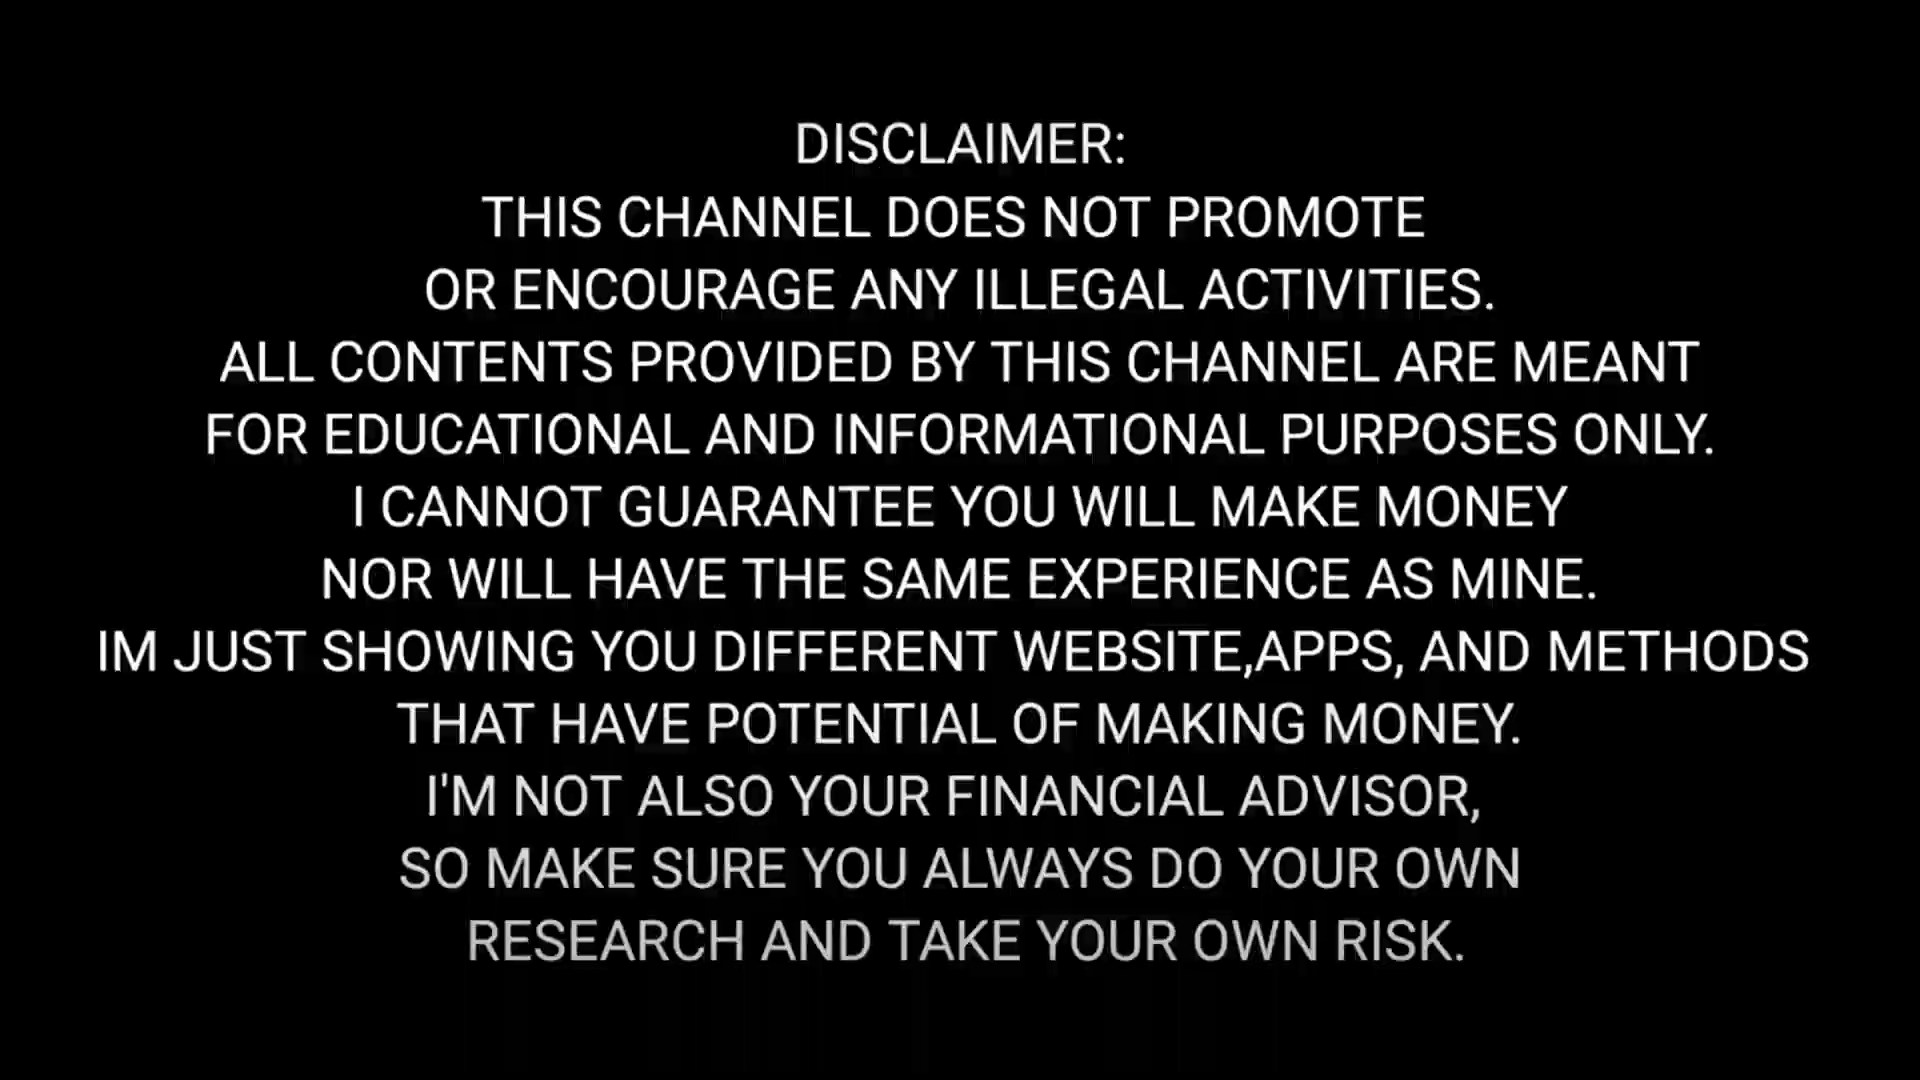 DISCLAIMER:
THIS CHANNEL DOES NOT PROMOTE
OR ENCOURAGE ANY ILLEGAL ACTIVITIES.
ALL CONTENTS PROVIDED BY THIS CHANNEL ARE MEANT
FOR EDUCATIONAL AND INFORMATIONAL PURPOSES ONLY.
I CANNOT GUARANTEE YOU WILL MAKE MONEY
NOR WILL HAVE THE SAME EXPERIENCE AS MINE.
IM JUST SHOWING YOU DIFFERENT WEBSITE,APPS, AND METHODS
THAT HAVE POTENTIAL OF MAKING MONEY.
I'M NOT ALSO YOUR FINANCIAL ADVISOR,
SO MAKE SURE YOU ALWAYS DO YOUR OWN
RESEARCH AND TAKE YOUR OWN RISK.